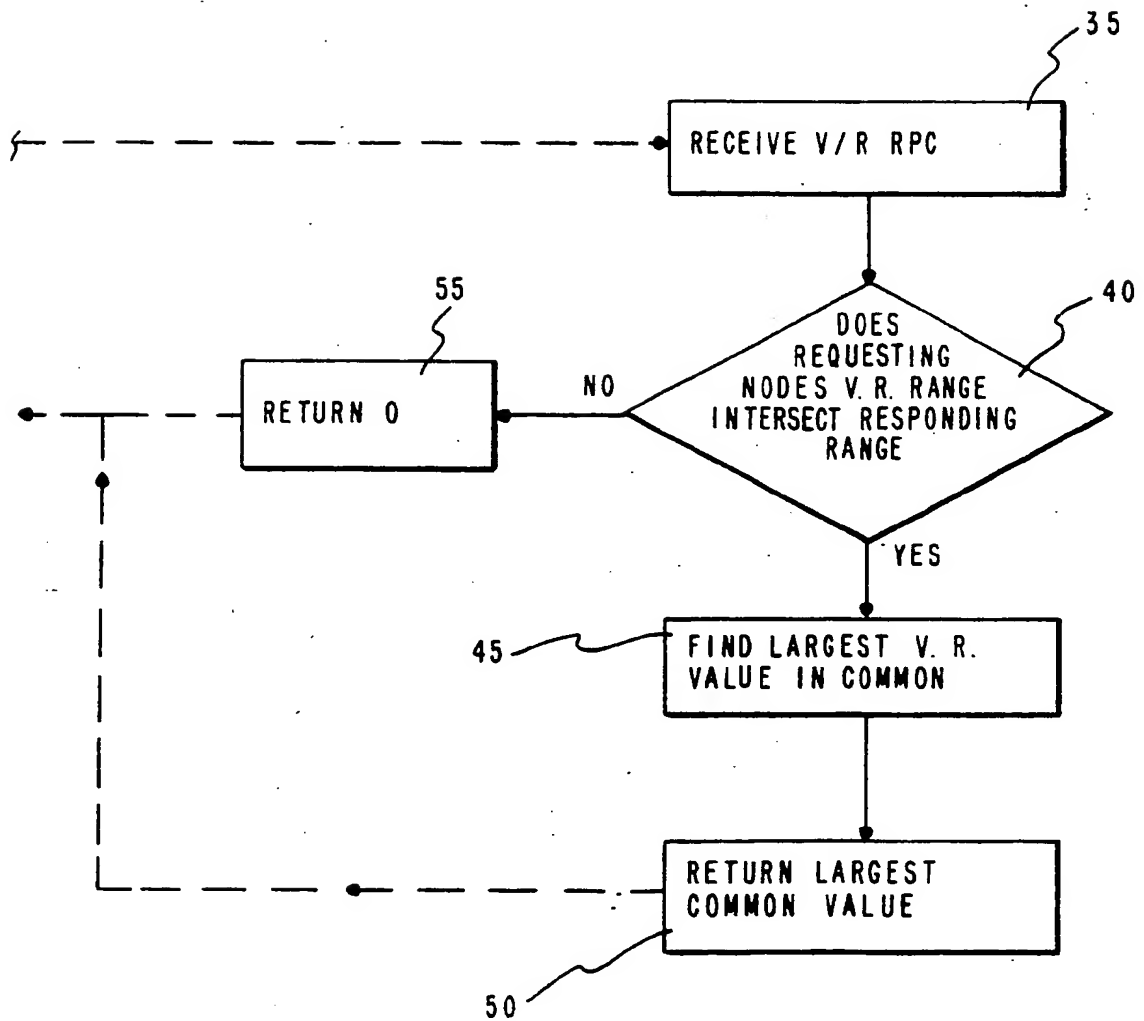 35
RECEIVE V/R RPC
55
40
DOES
REQUESTING
NODES V. R. RANGE
INTERSECT RESPONDING
RANGE
NO
RETURN 0
YES
45
FIND LARGEST V. R.
VALUE IN COMMON
RETURN LARGEST
COMMON VALUE
50